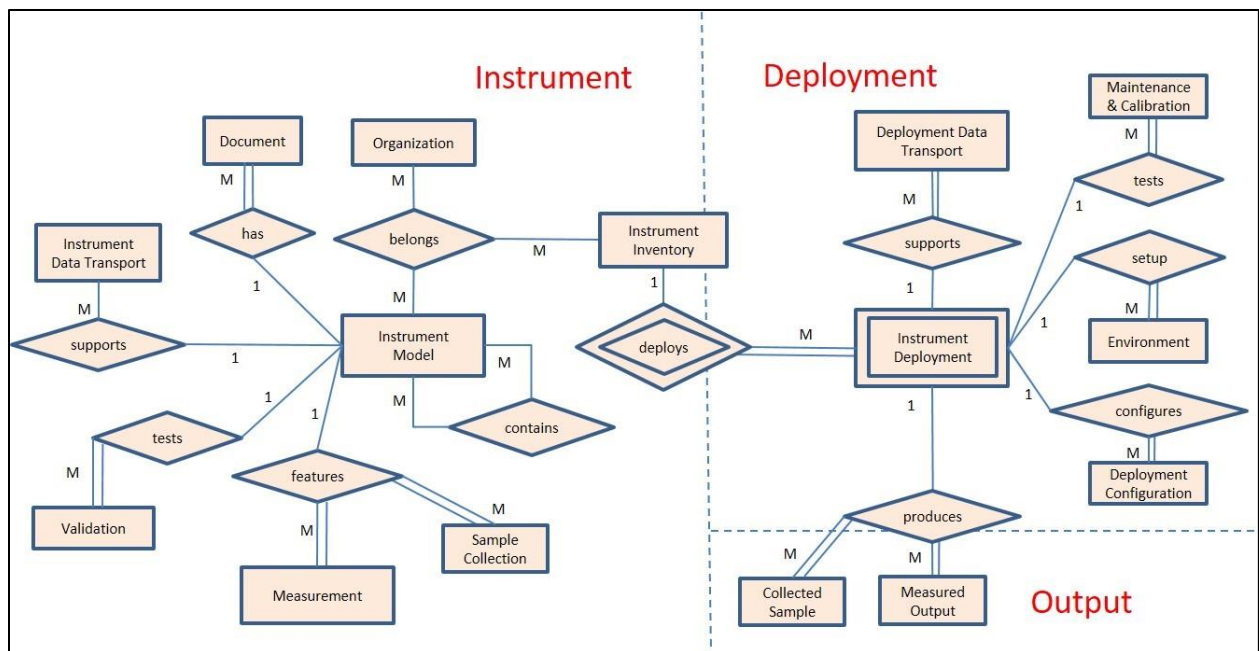 Instrument
Deployment
Document
M
has
1
Organization
M
belongs
M
M
Instrument
Inventory
1
Instrument
Data Transport
M
supports
1
Instrument
Model
M
M
contains
1
tests
M
Validation
1
features
M
Measurement
M
Sample
Collection
deploys
M
Deployment Data
Transport
M
supports
1
Instrument
Deployment
Maintenance
& Calibration
M
tests
1
setup
1
M
Environment
1
configures
M
Deployment
Configuration
1
produces
M
Collected
Sample
M
Measured
Output
Output